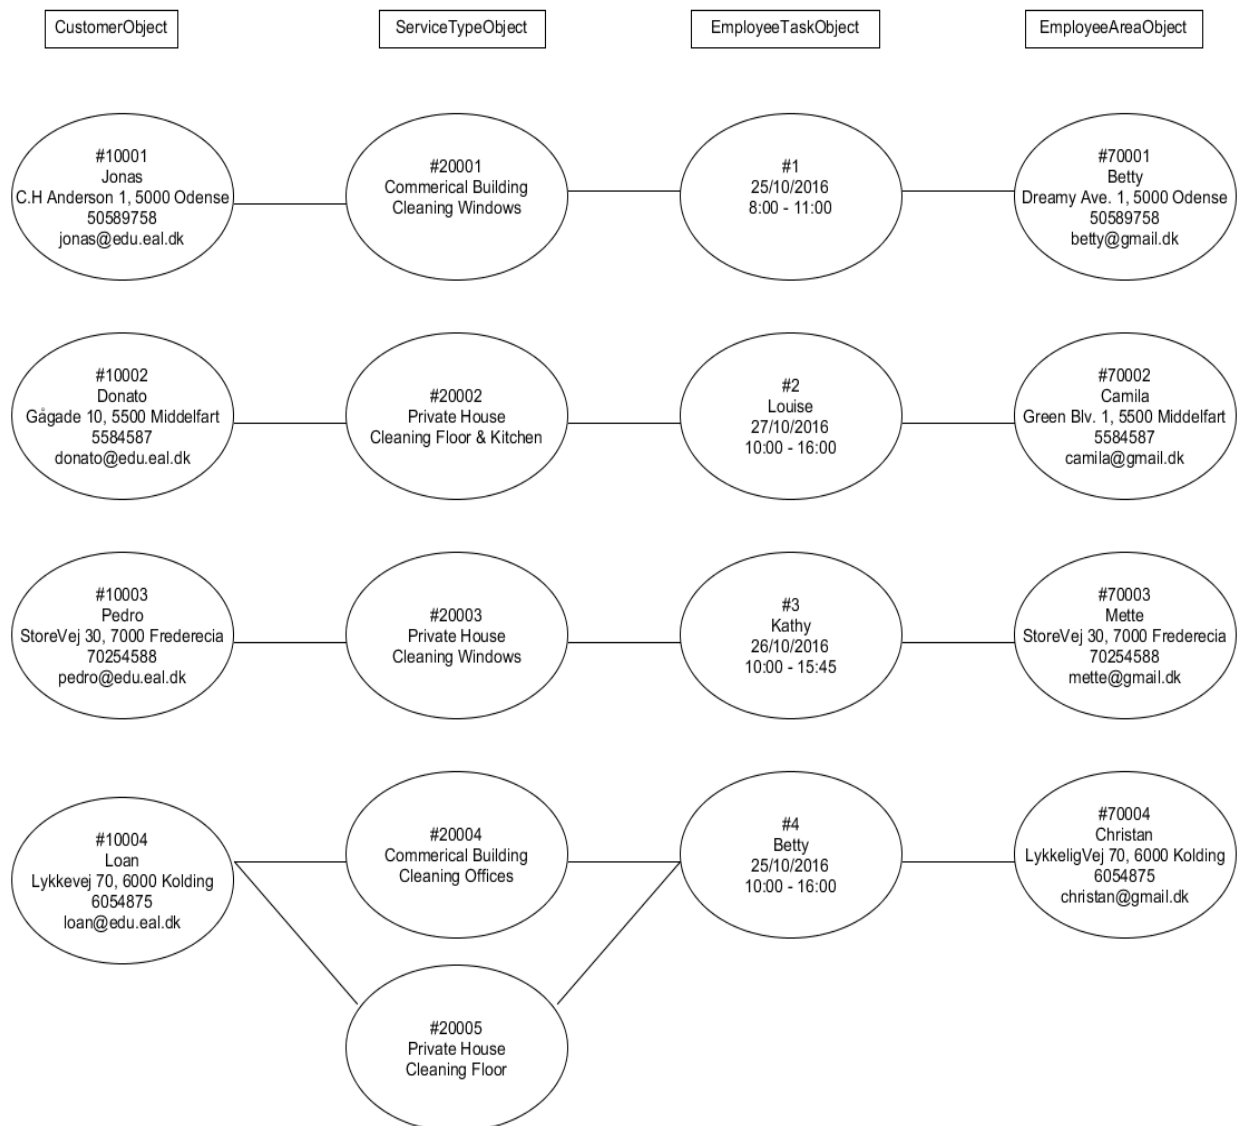 CustomerObject
ServiceTypeObject
EmployeeTaskObject
EmployeeAreaObject
#10001
Jonas
C.H Anderson 1, 5000 Odense
50589758
jonas@edu.eal.dk
#20001
Commerical Building
Cleaning Windows
#1
25/10/2016
8:00 - 11:00
#70001
Betty
Dreamy Ave. 1, 5000 Odense
50589758
betty@gmail.dk
#10002
Donato
Gågade 10, 5500 Middelfart
5584587
donato@edu.eal.dk
#20002
Private House
Cleaning Floor & Kitchen
#2
Louise
27/10/2016
10:00 - 16:00
#70002
Camila
Green Blv. 1, 5500 Middelfart
5584587
camila@gmail.dk
#10003
Pedro
StoreVej 30, 7000 Frederecia
70254588
pedro@edu.eal.dk
#20003
Private House
Cleaning Windows
#3
Kathy
26/10/2016
10:00 - 15:45
#70003
Mette
StoreVej 30, 7000 Frederecia
70254588
mette@gmail.dk
#10004
Loan
Lykkevej 70, 6000 Kolding
6054875
loan@edu.eal.dk
#20004
Commerical Building
Cleaning Offices
#4
Betty
25/10/2016
10:00 - 16:00
#70004
Christan
LykkeligVej 70, 6000 Kolding
6054875
christan@gmail.dk
#20005
Private House
Cleaning Floor